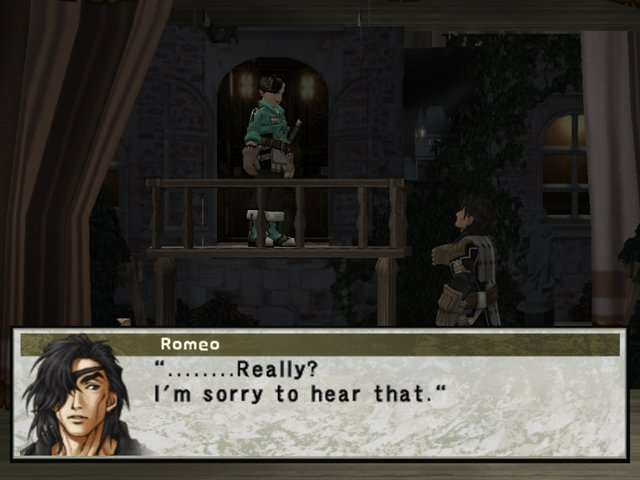 Romeo
“........Really?
I'm sorry to hear that.“